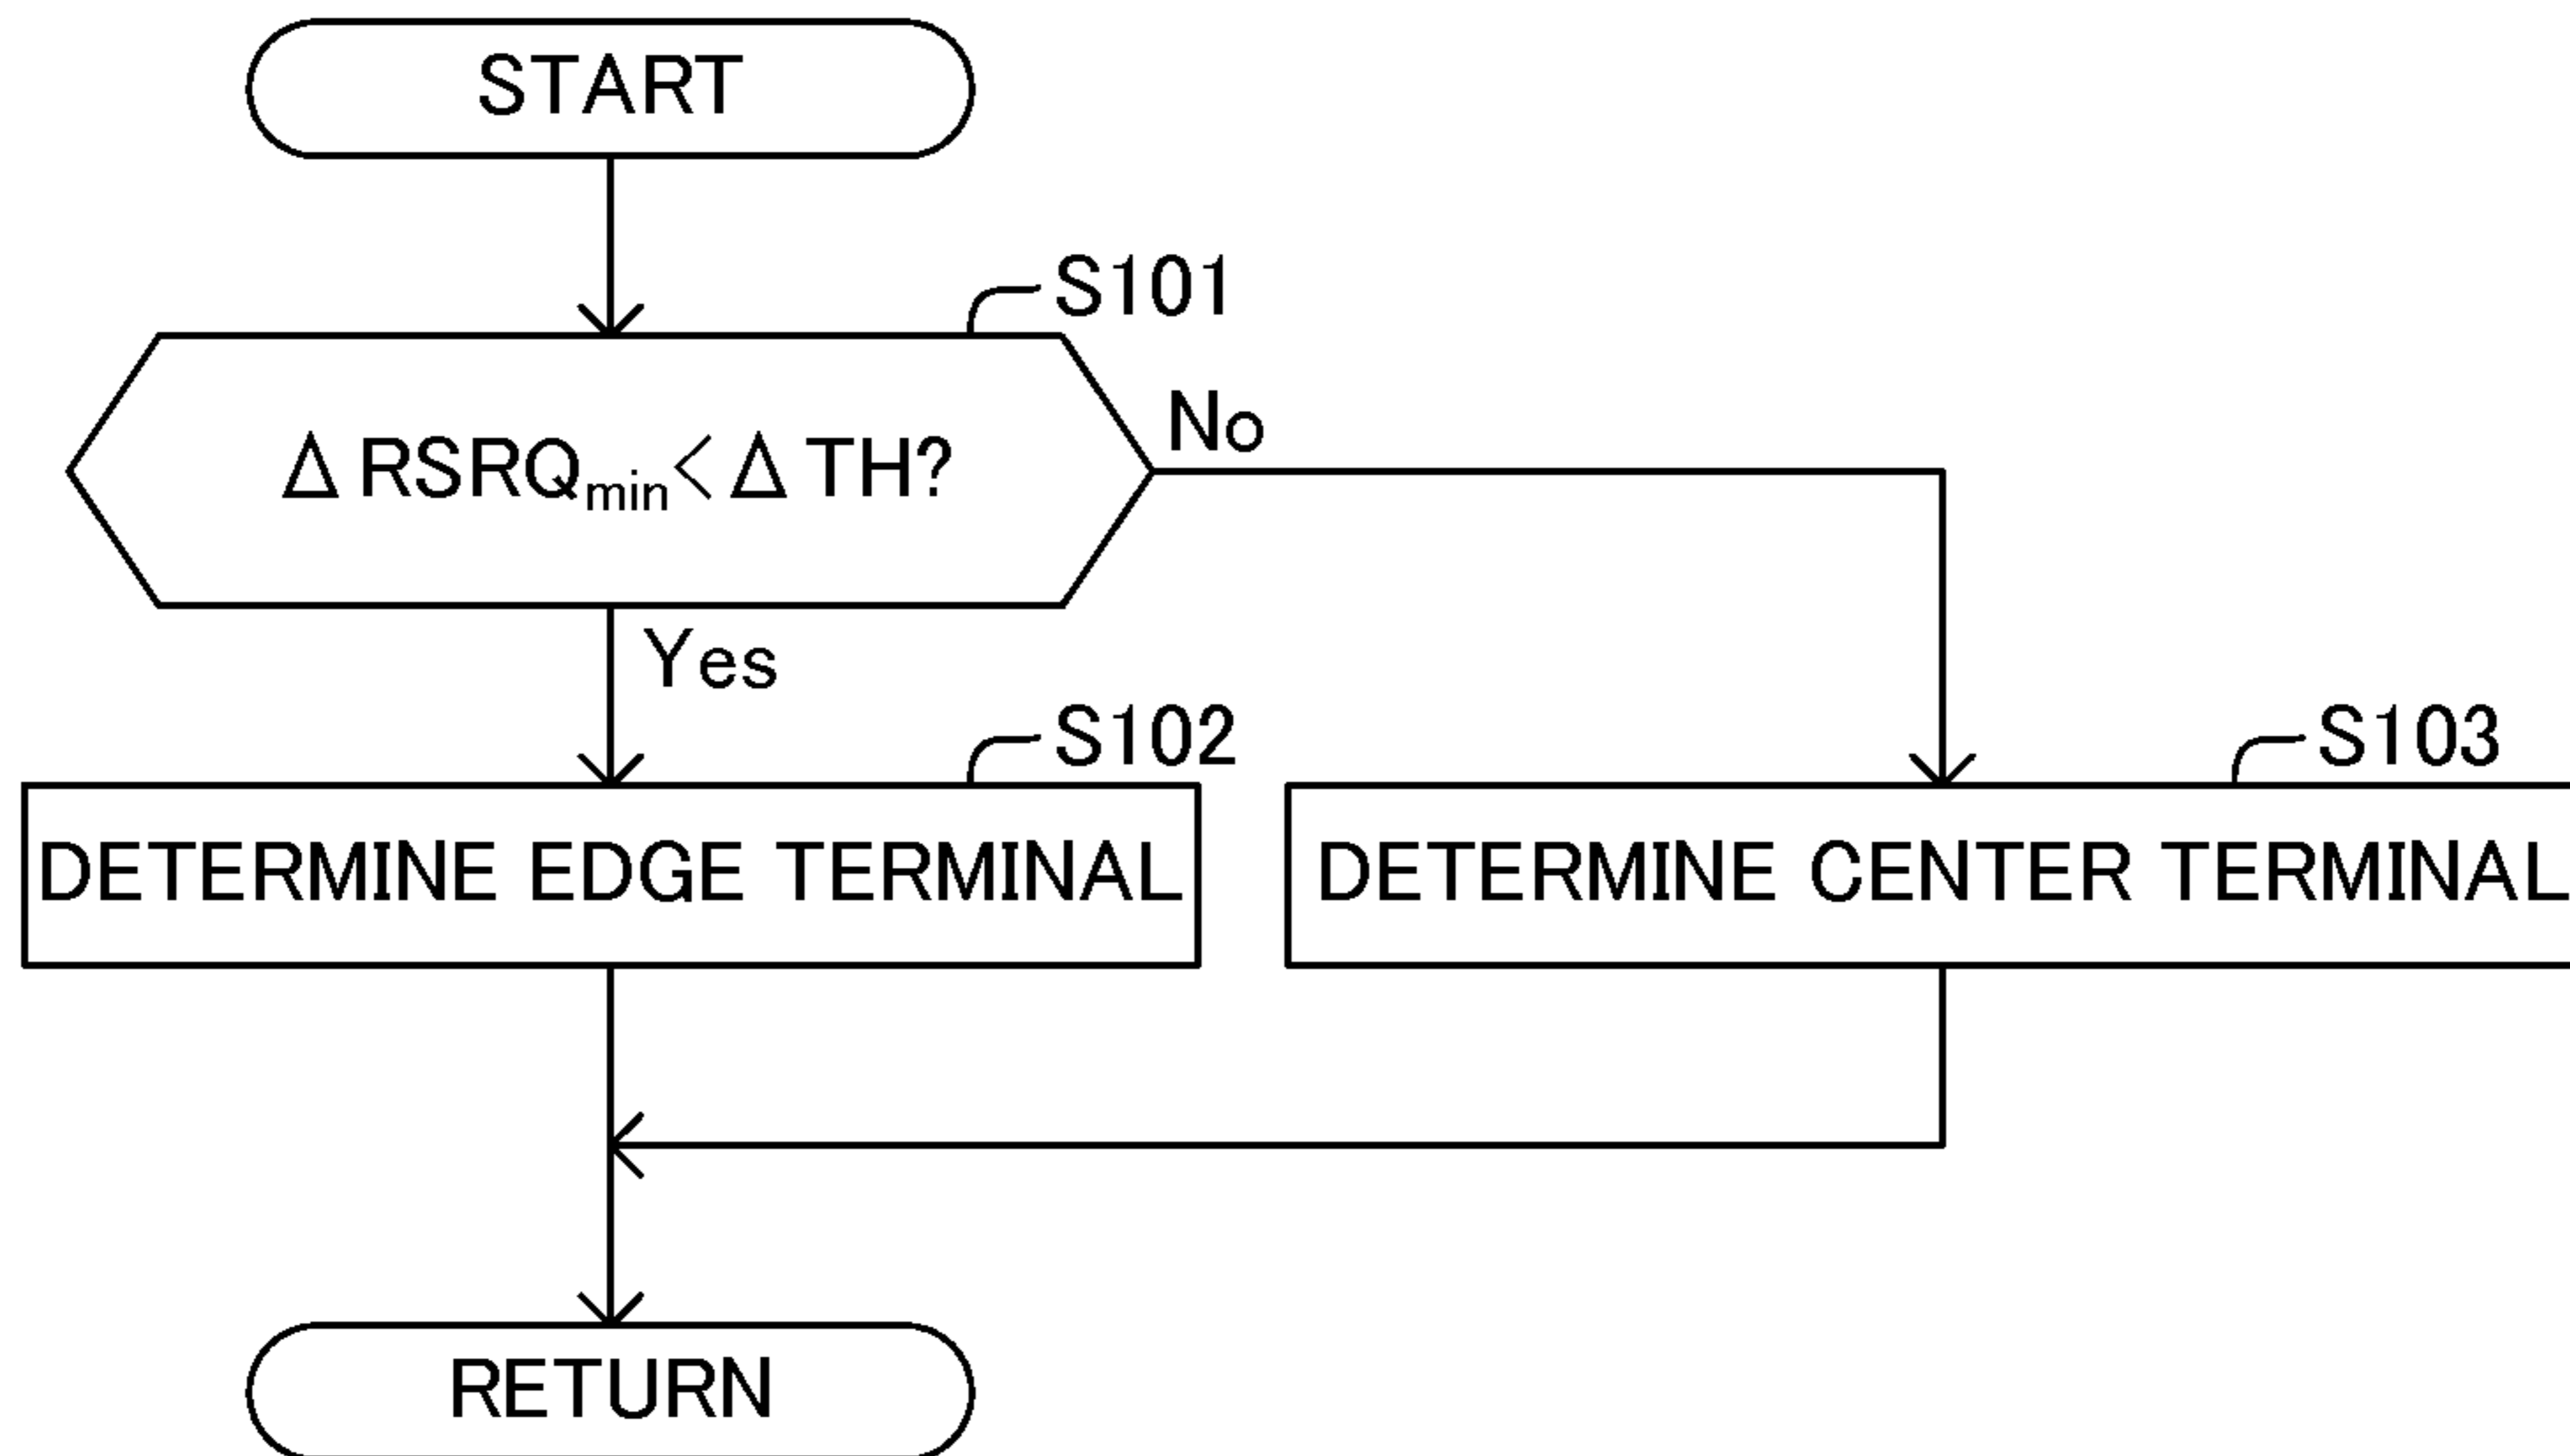 START
S101
ΔRSRQmin<ΔTH?
No
Yes
S102
S103
DETERMINE EDGE TERMINAL
DETERMINE CENTER TERMINAL
RETURN